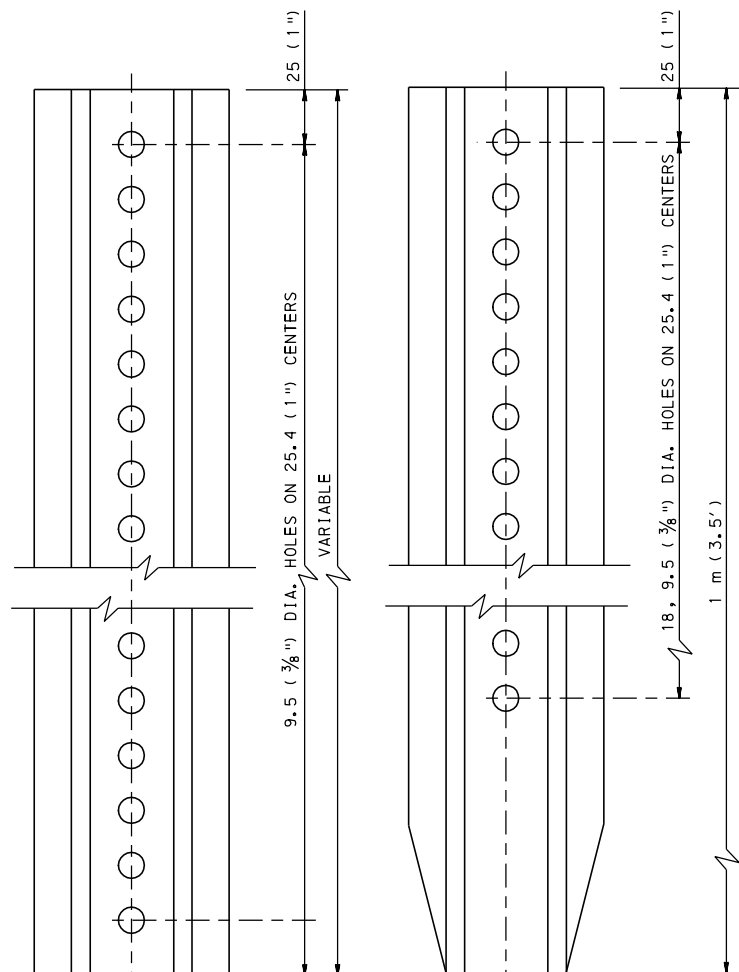 25 (1")
9.5 (3/8") DIA. HOLES ON 25.4 (1") CENTERS
VARIABLE
25 (1")
18, 9.5 (3/8") DIA. HOLES ON 25.4 (1") CENTERS
1 m (3.5')